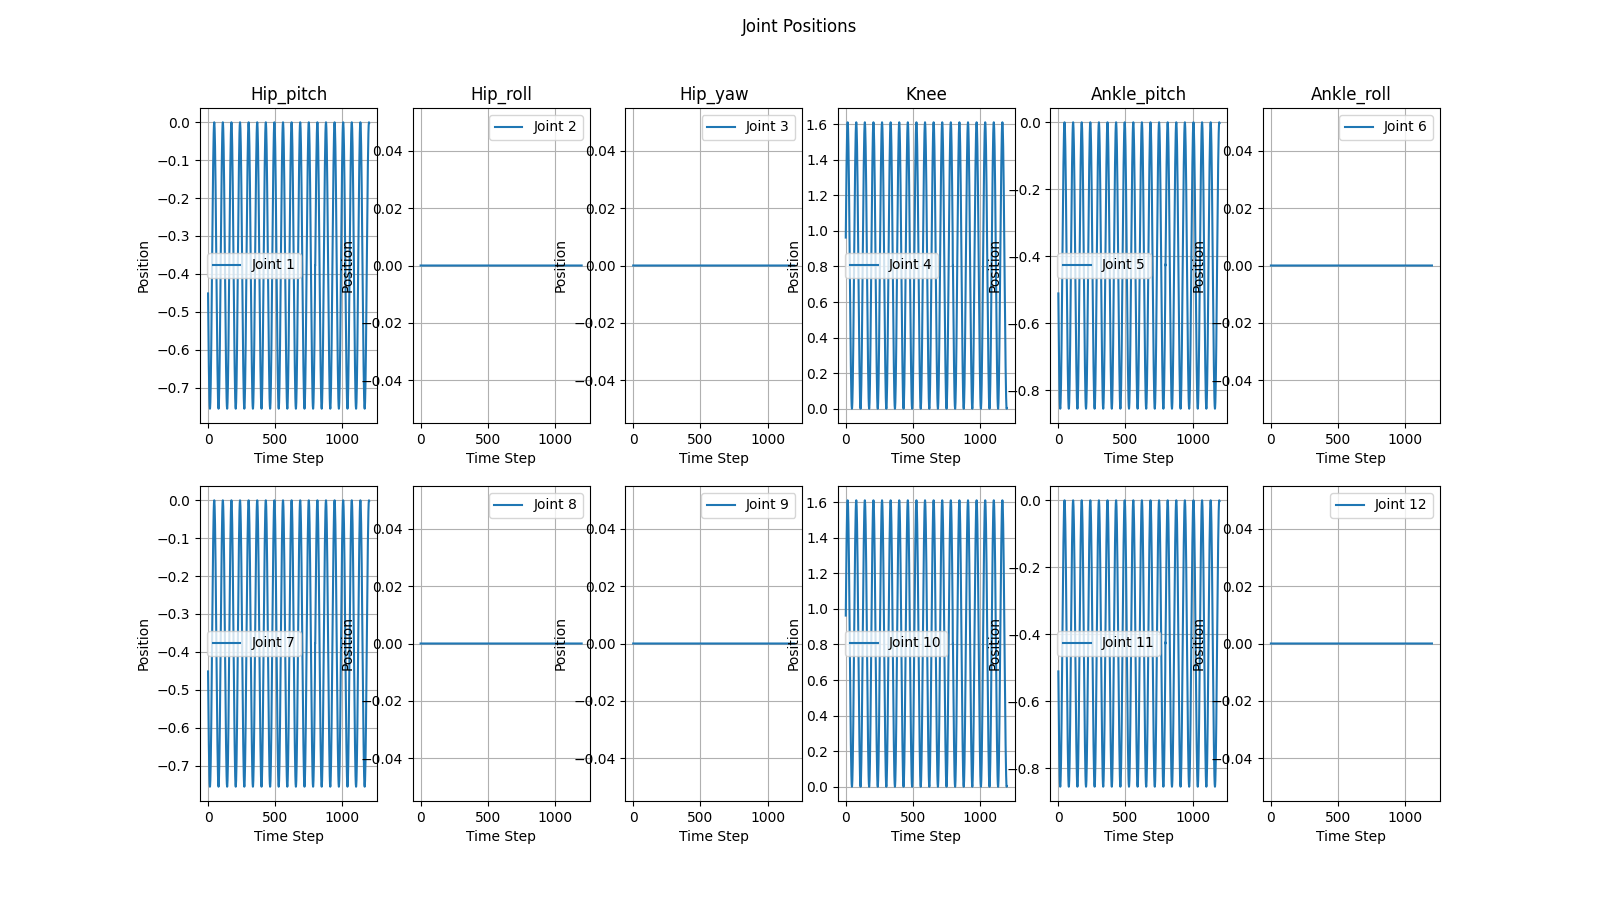 Joint Positions
Hip_pitch Hip_roll Hip_yaw Knee Ankle_pitch Ankle_roll
0.0
−0.1
−0.2
−0.3
−0.4
−0.5
−0.6
−0.7
Position
Joint 1
0 500 1000
Time Step
0.04
0.02
0.00
−0.02
−0.04
Position
Joint 2
0 500 1000
Time Step
0.04
0.02
0.00
−0.02
−0.04
Position
Joint 3
0 500 1000
Time Step
1.6
1.4
1.2
1.0
0.8
0.6
0.4
0.2
0.0
Position
Joint 4
0 500 1000
Time Step
0.0
−0.2
−0.4
−0.6
−0.8
Position
Joint 5
0 500 1000
Time Step
0.04
0.02
0.00
−0.02
−0.04
Position
Joint 6
0 500 1000
Time Step
0.0
−0.1
−0.2
−0.3
−0.4
−0.5
−0.6
−0.7
Position
Joint 7
0 500 1000
Time Step
0.04
0.02
0.00
−0.02
−0.04
Position
Joint 8
0 500 1000
Time Step
0.04
0.02
0.00
−0.02
−0.04
Position
Joint 9
0 500 1000
Time Step
1.6
1.4
1.2
1.0
0.8
0.6
0.4
0.2
0.0
Position
Joint 10
0 500 1000
Time Step
0.0
−0.2
−0.4
−0.6
−0.8
Position
Joint 11
0 500 1000
Time Step
0.04
0.02
0.00
−0.02
−0.04
Position
Joint 12
0 500 1000
Time Step